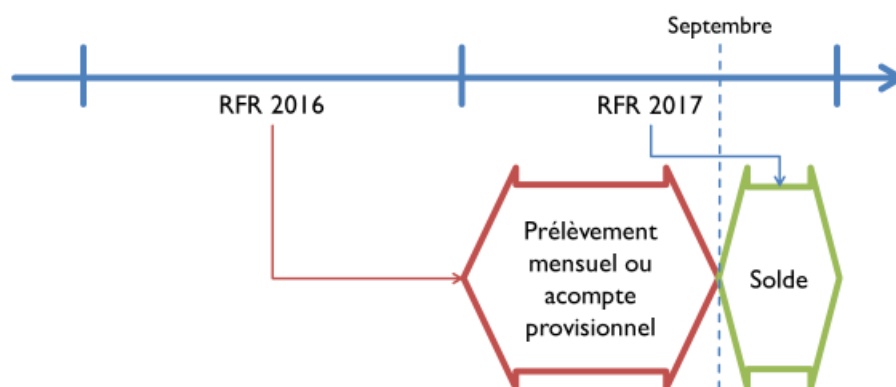 Septembre
RFR 2016
RFR 2017
Prélèvement
mensuel ou
acompte
provisionnel
Solde